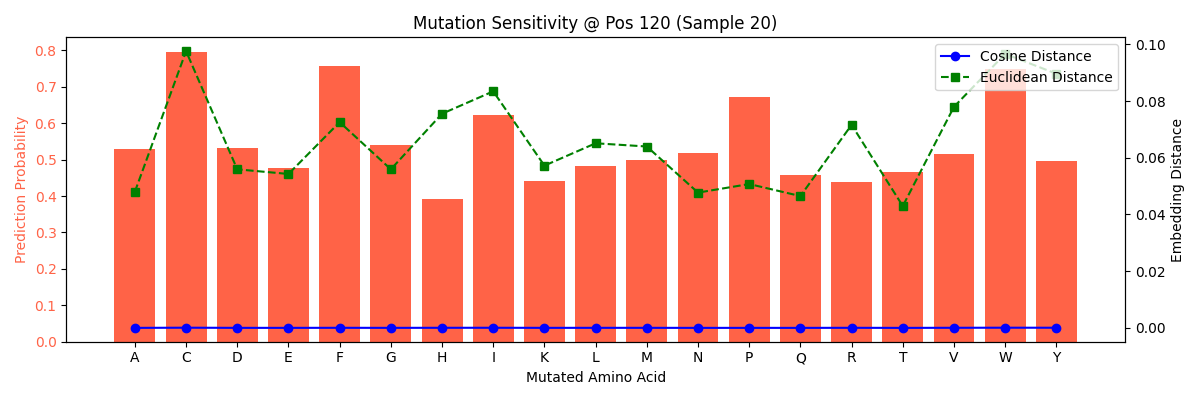 Mutation Sensitivity @ Pos 120 (Sample 20)
Cosine Distance
Euclidean Distance
Prediction Probability
0.8
0.7
0.6
0.5
0.4
0.3
0.2
0.1
0.0
0.10
0.08
0.06
0.04
0.02
0.00
Embedding Distance
A C D E F G H I K L M N P Q R T V W Y
Mutated Amino Acid